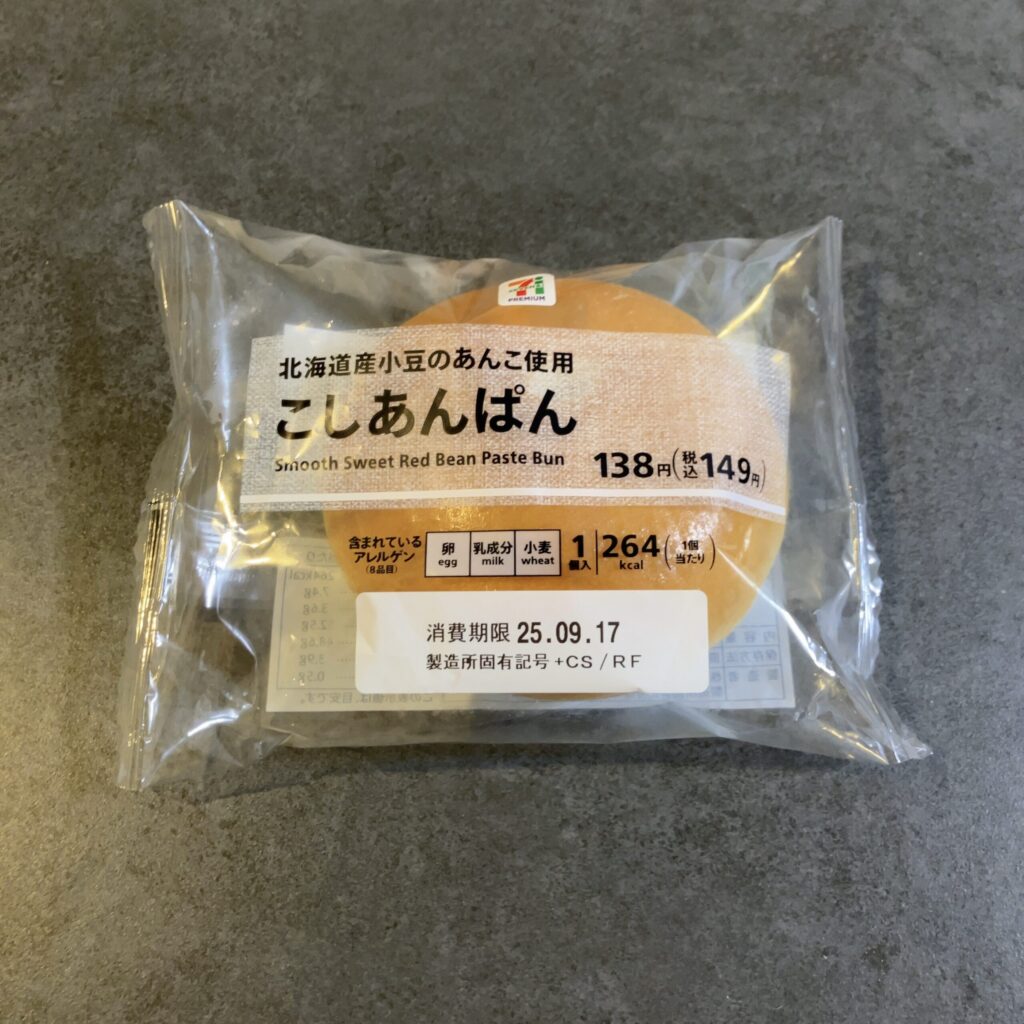 7i
PREMIUM
北海道産小豆のあんこ使用
こしあんぱん
Smooth Sweet Red Bean Paste Bun
138円(税込149円)
含まれているアレルゲン(8品目)
卵 egg
乳成分 milk
小麦 wheat
1個入
264kcal
(1個当たり)
消費期限 25.09.17
製造所固有記号 +CS/RF